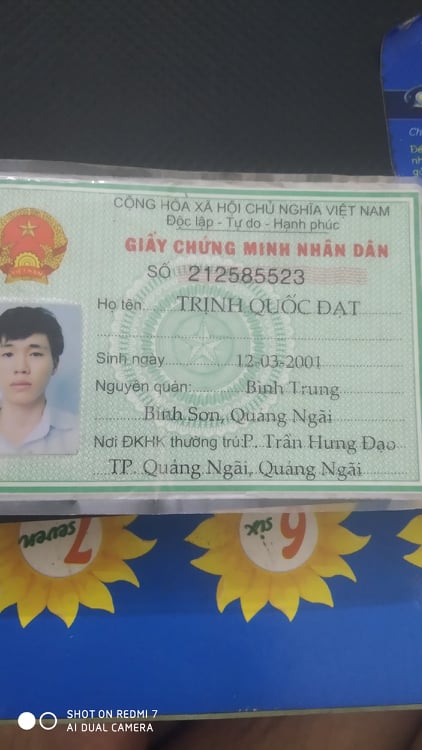 CỘNG HÒA XÃ HỘI CHỦ NGHĨA VIỆT NAM
Độc lập - Tự do - Hạnh phúc
GIẤY CHỨNG MINH NHÂN DÂN
SỐ 212585523
Họ tên TRỊNH QUỐC ĐẠT
Sinh ngày 12-03-2001
Nguyên quán: Bình Trung
Bình Sơn, Quảng Ngãi
Nơi ĐKHK thường trú: P. Trần Hưng Đạo
TP. Quảng Ngãi, Quảng Ngãi
VIỆT NAM
7
seven
6
six
SHOT ON REDMI 7
AI DUAL CAMERA